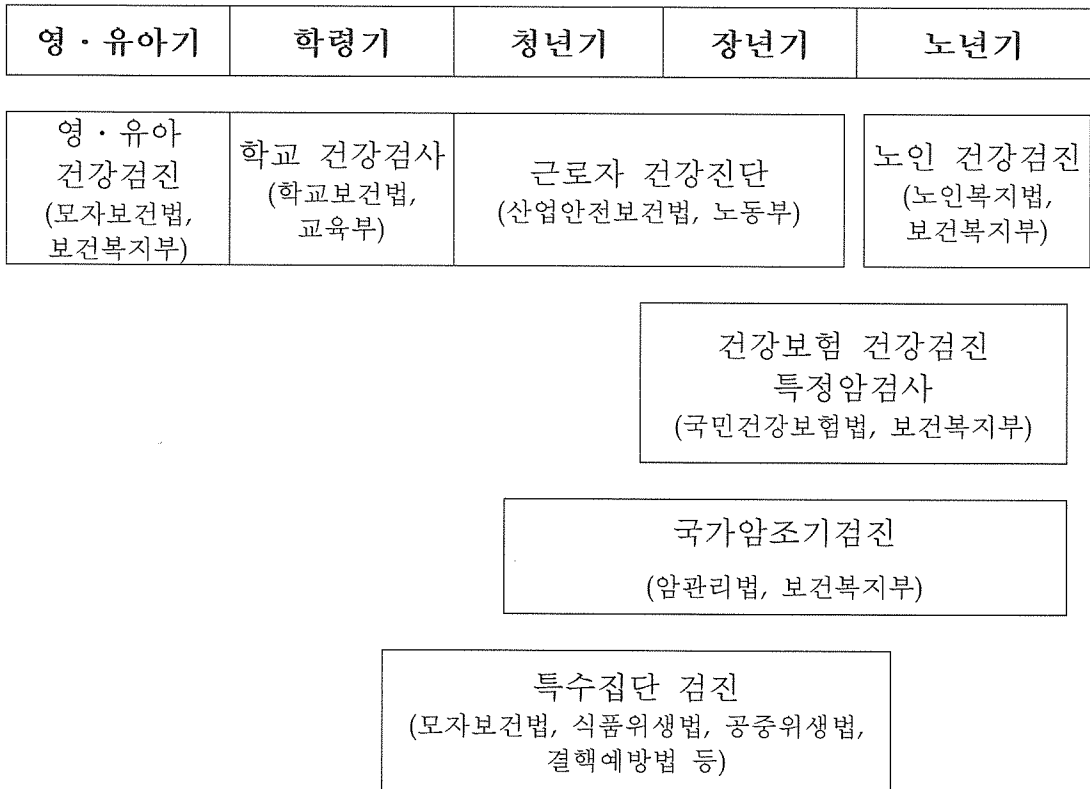 영·유아기 학령기 청년기 장년기 노년기
영·유아
건강검진
(모자보건법,
보건복지부)
학교 건강검사
(학교보건법,
교육부)
근로자 건강진단
(산업안전보건법, 노동부)
노인 건강검진
(노인복지법,
보건복지부)
건강보험 건강검진
특정암검사
(국민건강보험법, 보건복지부)
국가암조기검진
(암관리법, 보건복지부)
특수집단 검진
(모자보건법, 식품위생법, 공중위생법,
결핵예방법 등)